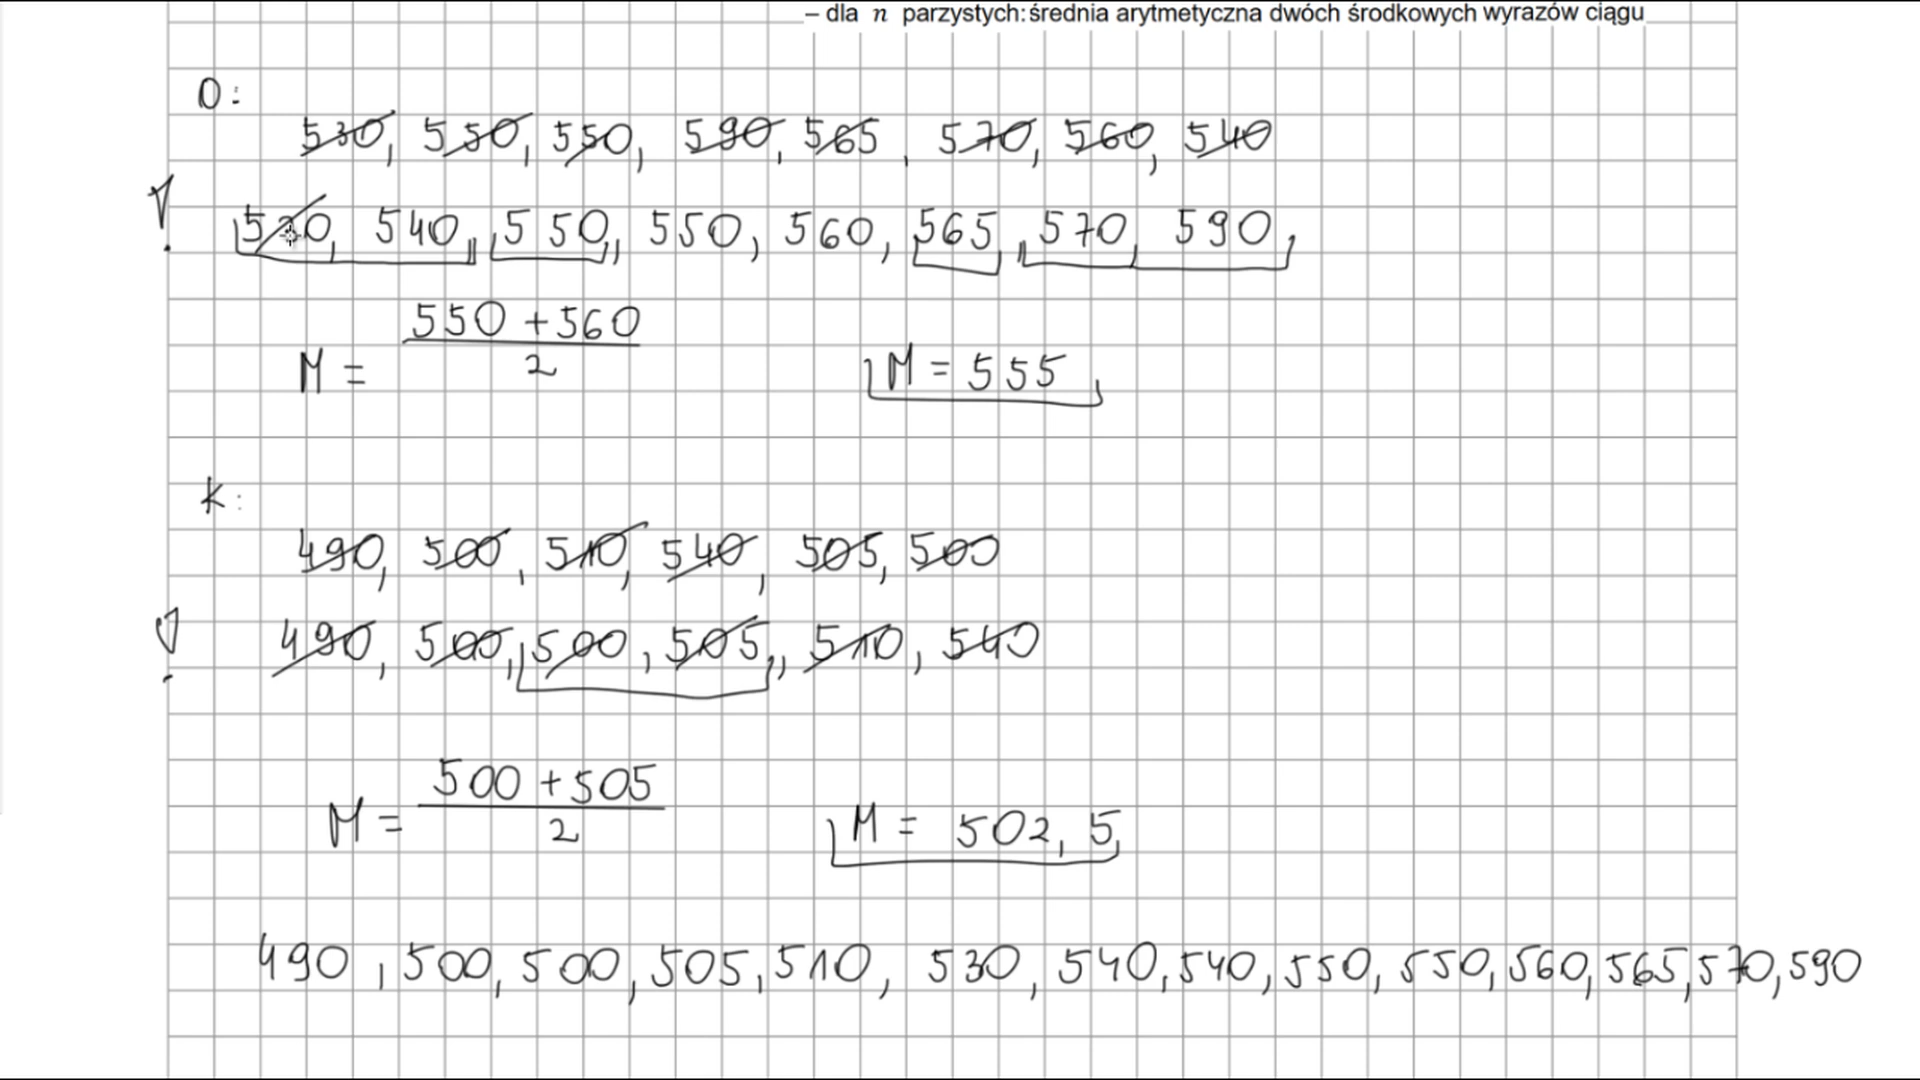 – dla n parzystych: średnia arytmetyczna dwóch środkowych wyrazów ciągu
O:
530, 550, 550, 590, 565, 570, 560, 540
530, 540, 550, 550, 560, 565, 570, 590
M = 550 + 560 / 2
M = 555
K:
490, 500, 510, 540, 505, 500
490, 500, 500, 505, 510, 540
M = 500 + 505 / 2
M = 502,5
490, 500, 500, 505, 510, 530, 540, 540, 550, 550, 560, 565, 570, 590